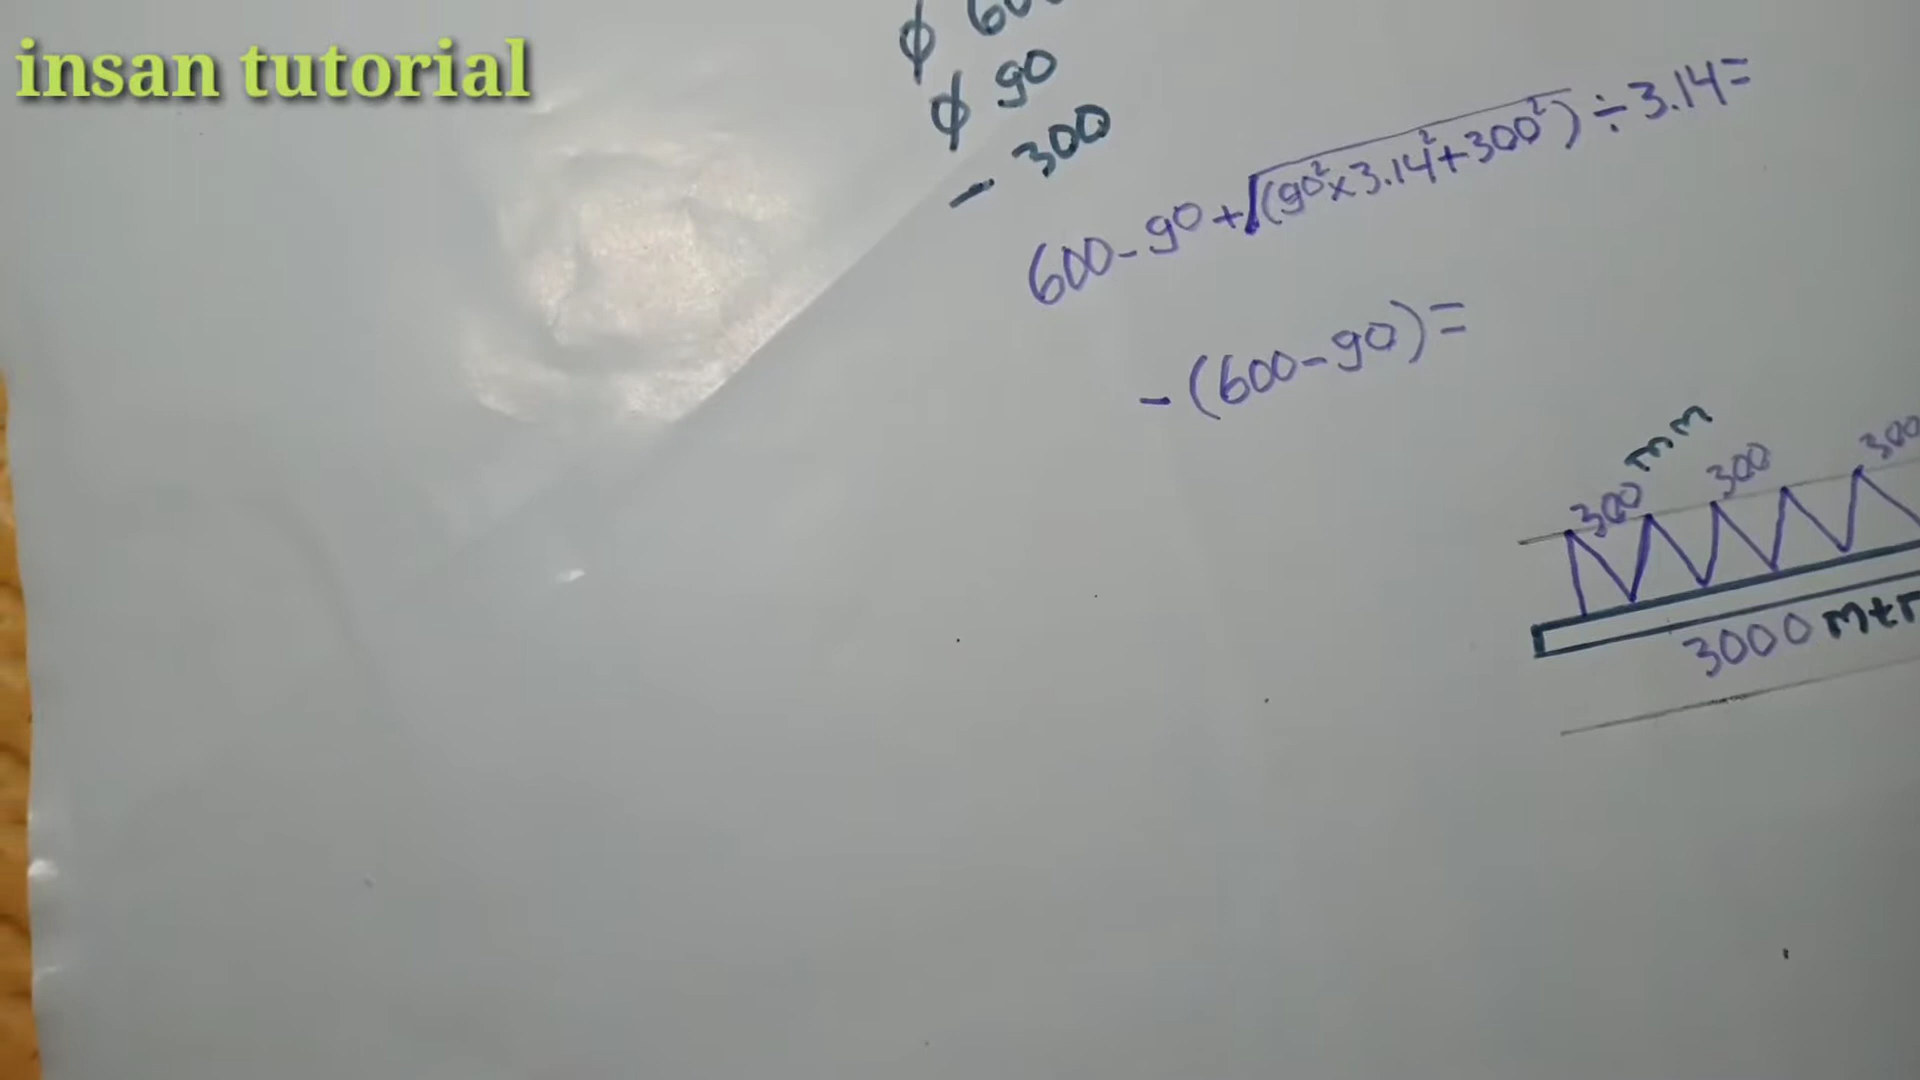 insan tutorial
ϕ 60
ϕ 90
- 300
600-90+√(90²×3.14²+300²)÷3.14=
-(600-90)=
300 mm 300 300
3000 mtr